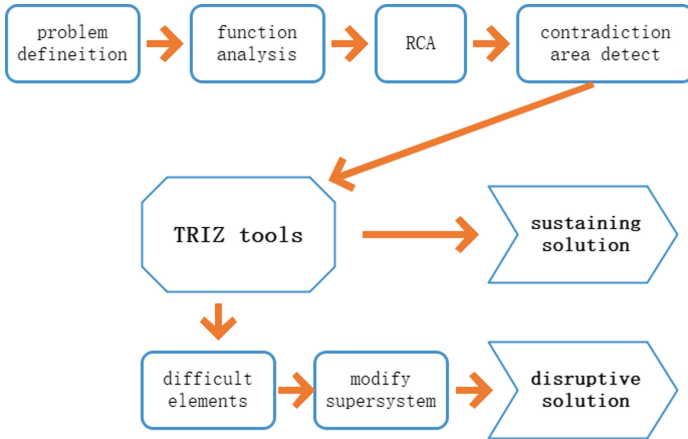 problem
defineition
function
analysis
RCA
contradiction
area detect
TRIZ tools
sustaining
solution
difficult
elements
modify
supersystem
disruptive
solution